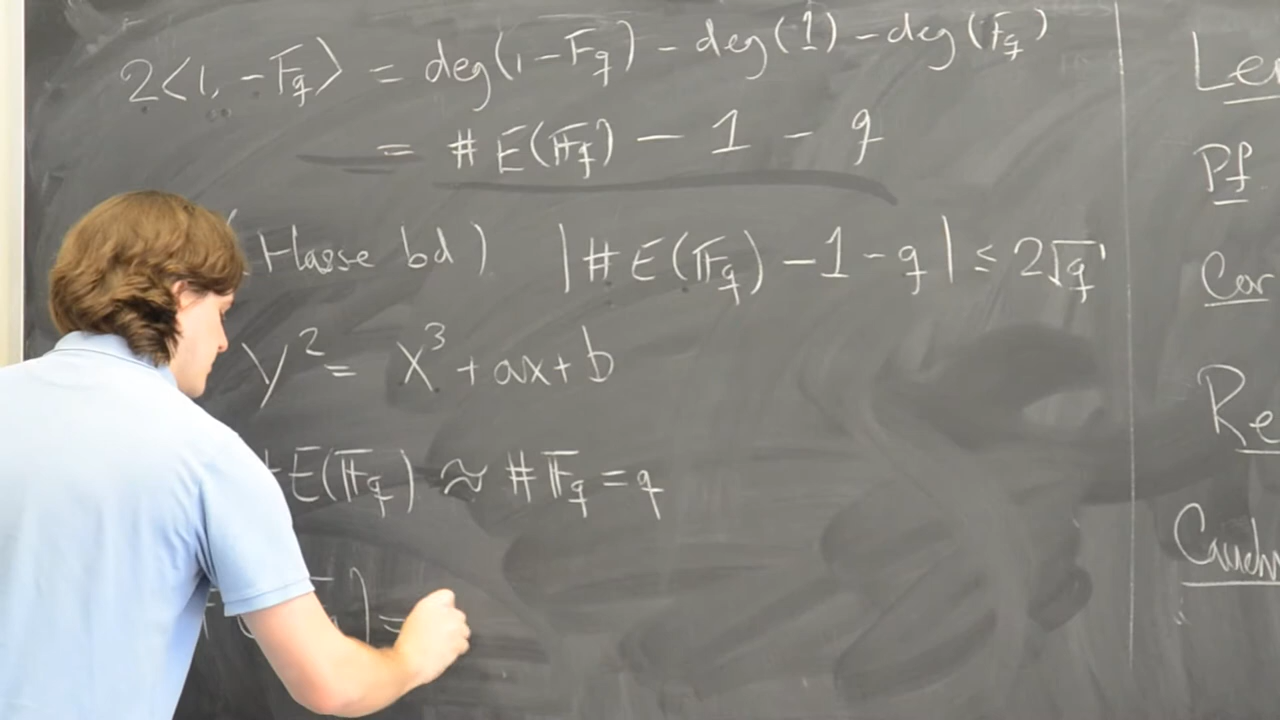 2<1, -F_q> = deg(1-F_q) - deg(1) - deg(F_q)
= # E(𝔽_q) - 1 - q
(Hasse bd) |# E(𝔽_q) - 1 - q| ≤ 2√q
y² = x³ + ax + b
E(𝔽_q) ≈ # 𝔽_q = q
) =
Pf
Cor